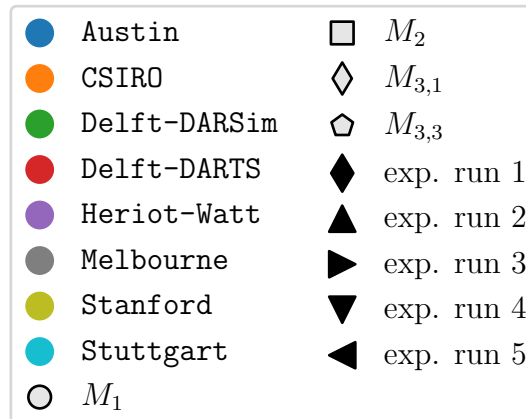 Austin
CSIRO
Delft-DARSim
Delft-DARTS
Heriot-Watt
Melbourne
Stanford
Stuttgart
M₁
M₂
M₃,₁
M₃,₃
exp. run 1
exp. run 2
exp. run 3
exp. run 4
exp. run 5